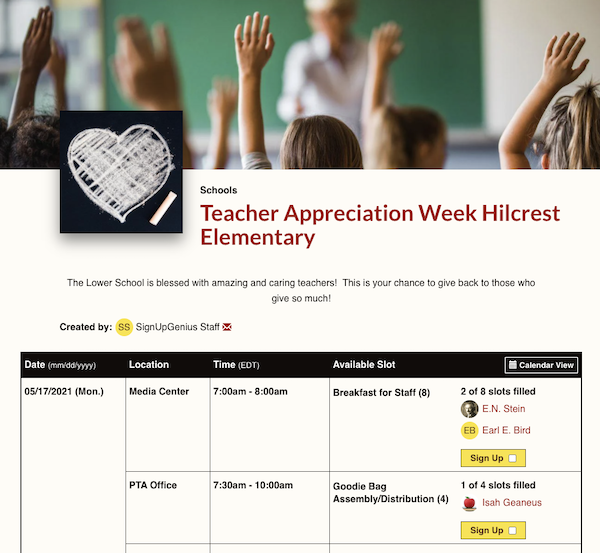 Schools
Teacher Appreciation Week Hilcrest
Elementary
The Lower School is blessed with amazing and caring teachers! This is your chance to give back to those who
give so much!
Created by: SS SignUpGenius Staff
Date (mm/dd/yyyy) Location Time (EDT) Available Slot Calendar View
05/17/2021 (Mon.) Media Center 7:00am - 8:00am Breakfast for Staff (8) 2 of 8 slots filled
E.N. Stein
EB Earl E. Bird
Sign Up
PTA Office 7:30am - 10:00am Goodie Bag 1 of 4 slots filled
Assembly/Distribution (4) Isah Geaneus
Sign Up